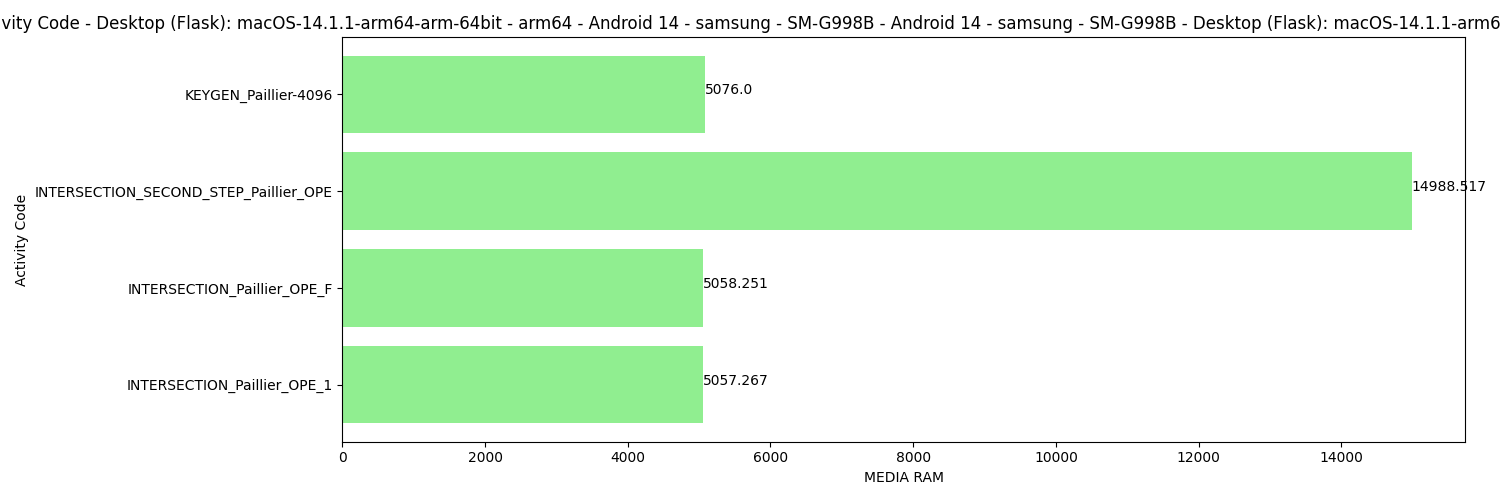 vity Code - Desktop (Flask): macOS-14.1.1-arm64-arm-64bit - arm64 - Android 14 - samsung - SM-G998B - Android 14 - samsung - SM-G998B - Desktop (Flask): macOS-14.1.1-arm6
KEYGEN_Paillier-4096
5076.0
INTERSECTION_SECOND_STEP_Paillier_OPE
14988.517
Activity Code
INTERSECTION_Paillier_OPE_F
5058.251
INTERSECTION_Paillier_OPE_1
5057.267
0 2000 4000 6000 8000 10000 12000 14000
MEDIA RAM